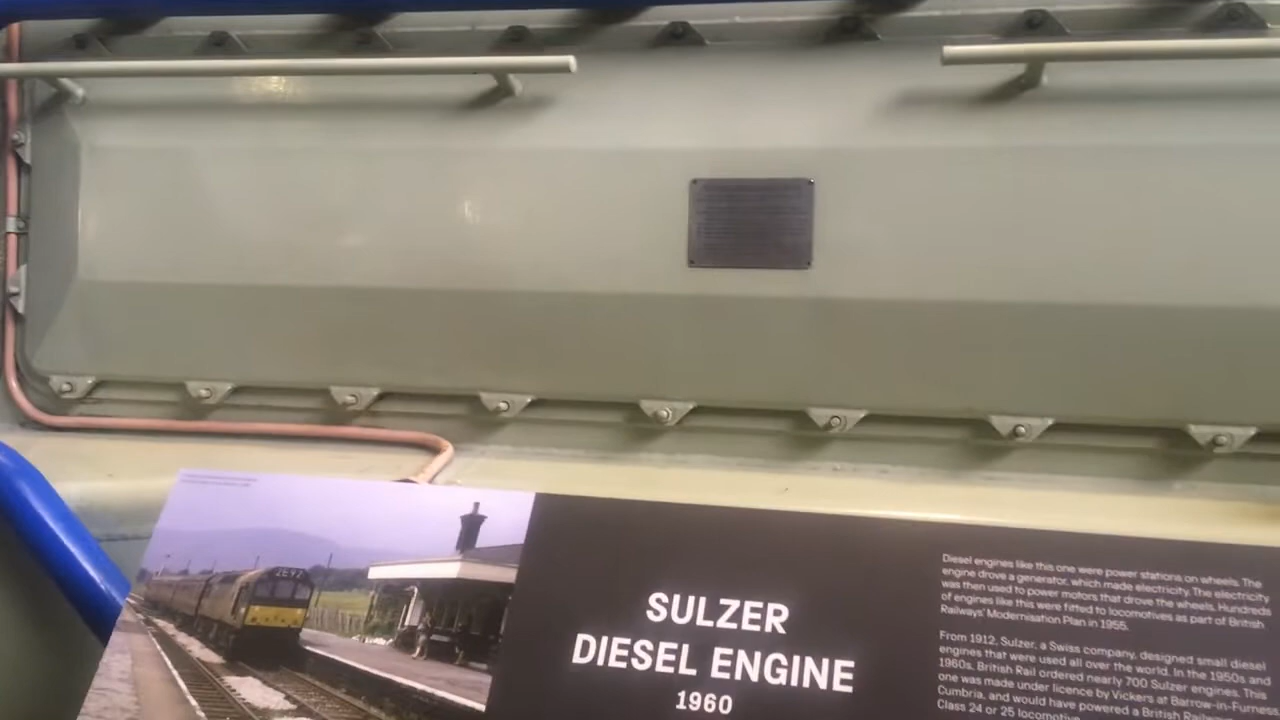 2E97
SULZER
DIESEL ENGINE
1960
Diesel engines like this one were power stations on wheels. The
engine drove a generator, which made electricity. The electricity
was then used to power motors that drove the wheels. Hundreds
of engines like this were fitted to locomotives as part of British
Railways' Modernisation Plan in 1955.
From 1912, Sulzer, a Swiss company, designed small diesel
engines that were used all over the world. In the 1950s and
1960s, British Rail ordered nearly 700 Sulzer engines. This
one was made under licence by Vickers at Barrow-in-Furness,
Cumbria, and would have powered a British Rail
Class 24 or 25 locomotive.